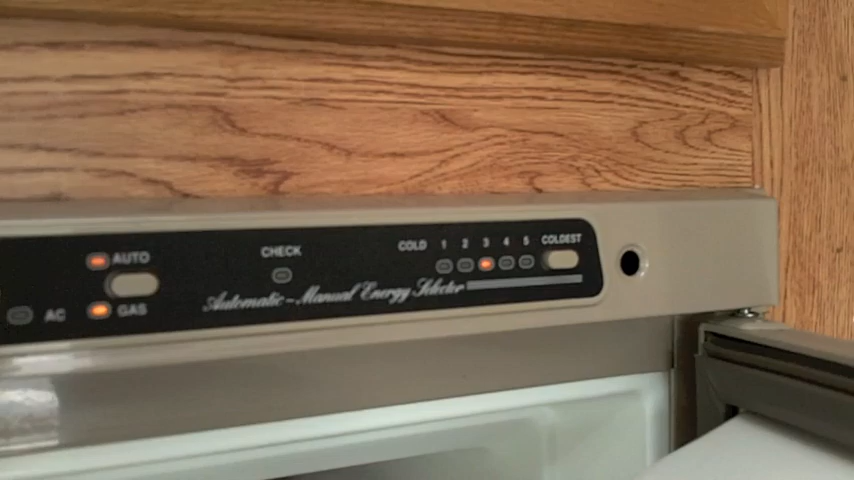 AUTO
AC
GAS
CHECK
COLD 1 2 3 4 5 COLDEST
Automatic - Manual Energy Selector